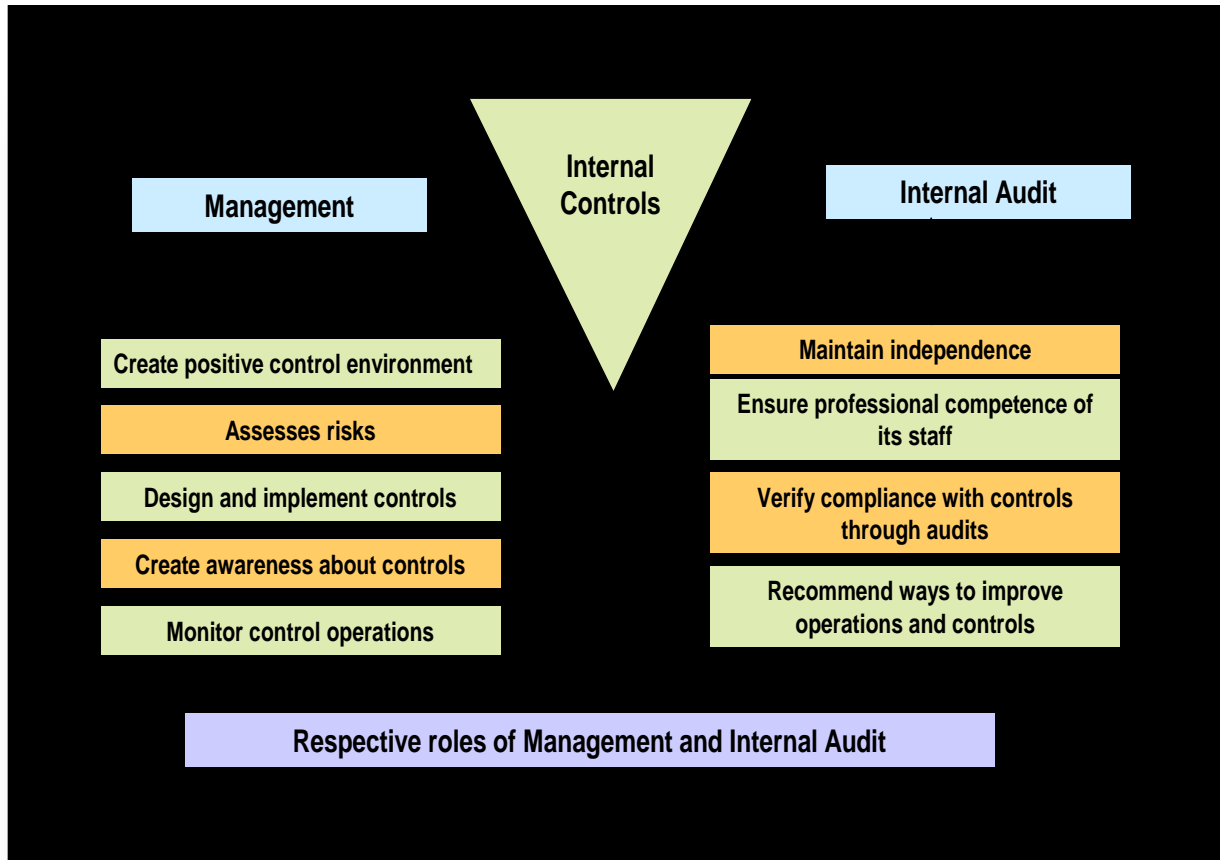 Internal
Controls
Management
Internal Audit
Create positive control environment
Assesses risks
Design and implement controls
Create awareness about controls
Monitor control operations
Maintain independence
Ensure professional competence of
its staff
Verify compliance with controls
through audits
Recommend ways to improve
operations and controls
Respective roles of Management and Internal Audit